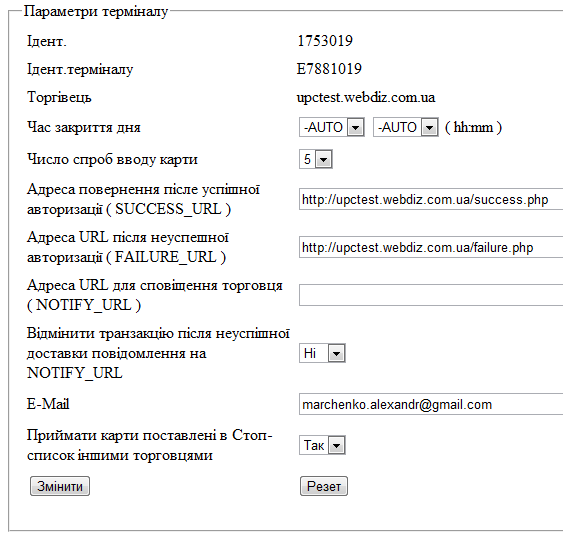 Параметри терміналу
Ідент. 1753019
Ідент.терміналу E7881019
Торгівець upctest.webdiz.com.ua
Час закриття дня -AUTO -AUTO ( hh:mm )
Число спроб вводу карти 5
Адреса повернення після успішної
авторизації ( SUCCESS_URL ) http://upctest.webdiz.com.ua/success.php
Адреса URL після неуспешної
авторизації ( FAILURE_URL ) http://upctest.webdiz.com.ua/failure.php
Адреса URL для сповіщення торговця
( NOTIFY_URL )
Відмінити транзакцію після неуспішної
доставки повідомлення на Ні
NOTIFY_URL
E-Mail marchenko.alexandr@gmail.com
Приймати карти поставлені в Стоп-
список іншими торговцями Так
Змінити Резет